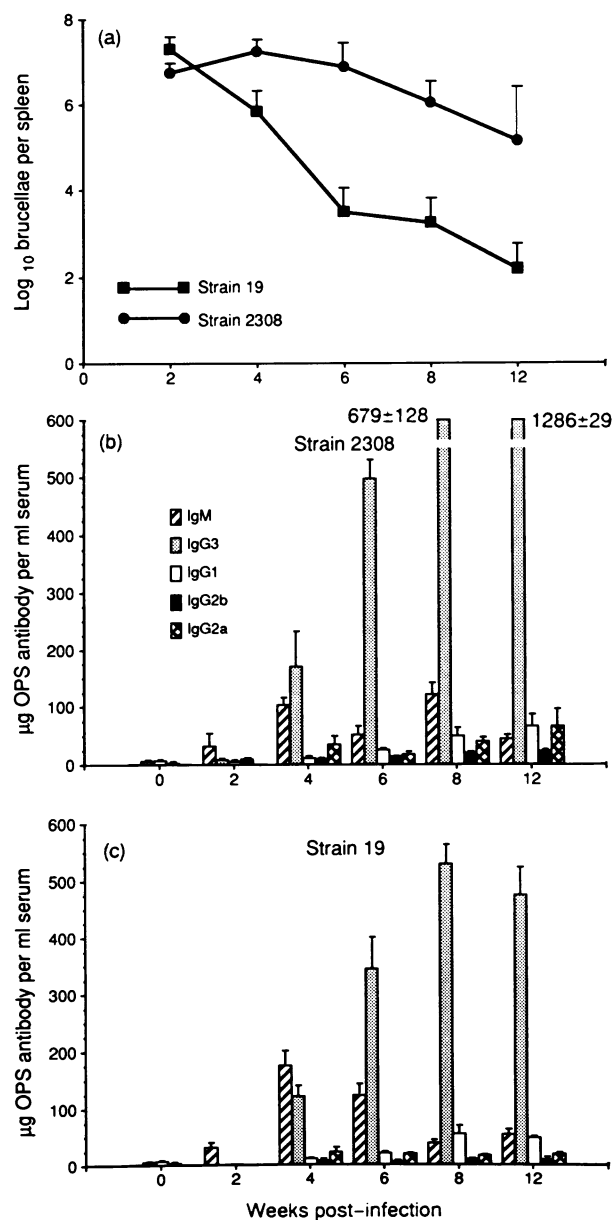 (a)
8
6
4
2
0
Log 10 brucellae per spleen
Strain 19
Strain 2308
0 2 4 6 8 12
(b)
679±128
1286±29
Strain 2308
600
500
400
300
200
100
0
µg OPS antibody per ml serum
IgM
IgG3
IgG1
IgG2b
IgG2a
0 2 4 6 8 12
(c)
Strain 19
600
500
400
300
200
100
0
µg OPS antibody per ml serum
0 2 4 6 8 12
Weeks post-infection